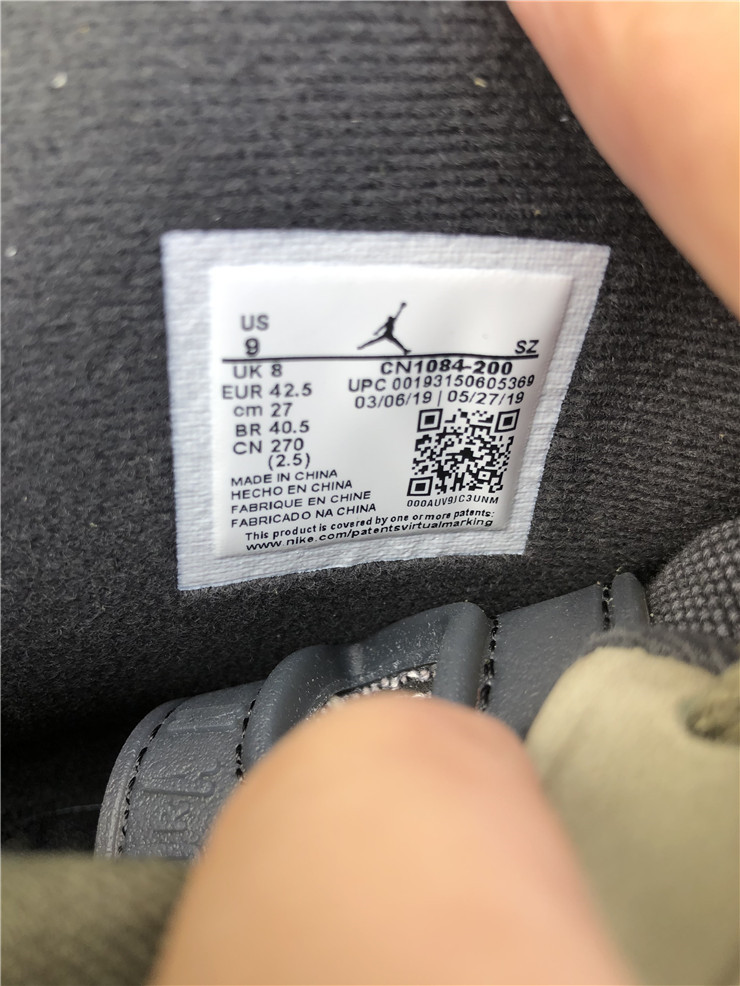 US
9
SZ
UK 8
EUR 42.5
cm 27
BR 40.5
CN 270
(2.5)
CN1084-200
UPC 00193150605369
03/06/19 | 05/27/19
000AUV9JC3UNM
MADE IN CHINA
HECHO EN CHINA
FABRIQUE EN CHINE
FABRICADO NA CHINA
This product is covered by one or more patents:
www.nike.com/patentsvirtualmarking